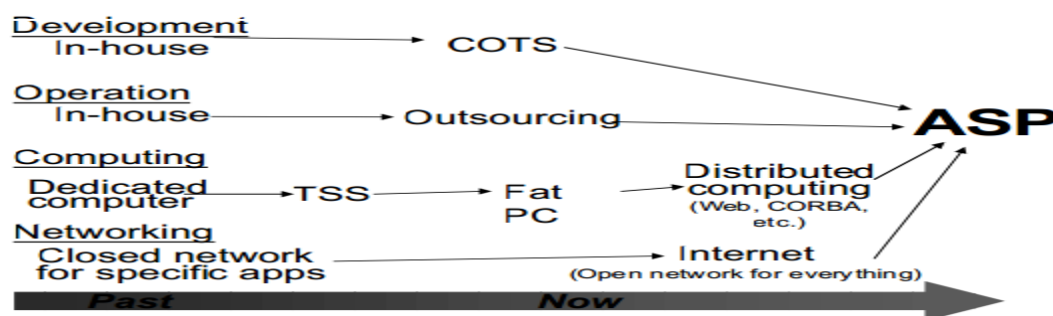 Development
In-house
COTS
Operation
In-house
Outsourcing
ASP
Computing
Dedicated
computer
TSS
Fat
PC
Distributed
computing
(Web, CORBA,
etc.)
Networking
Closed network
for specific apps
Internet
(Open network for everything)
Past
Now